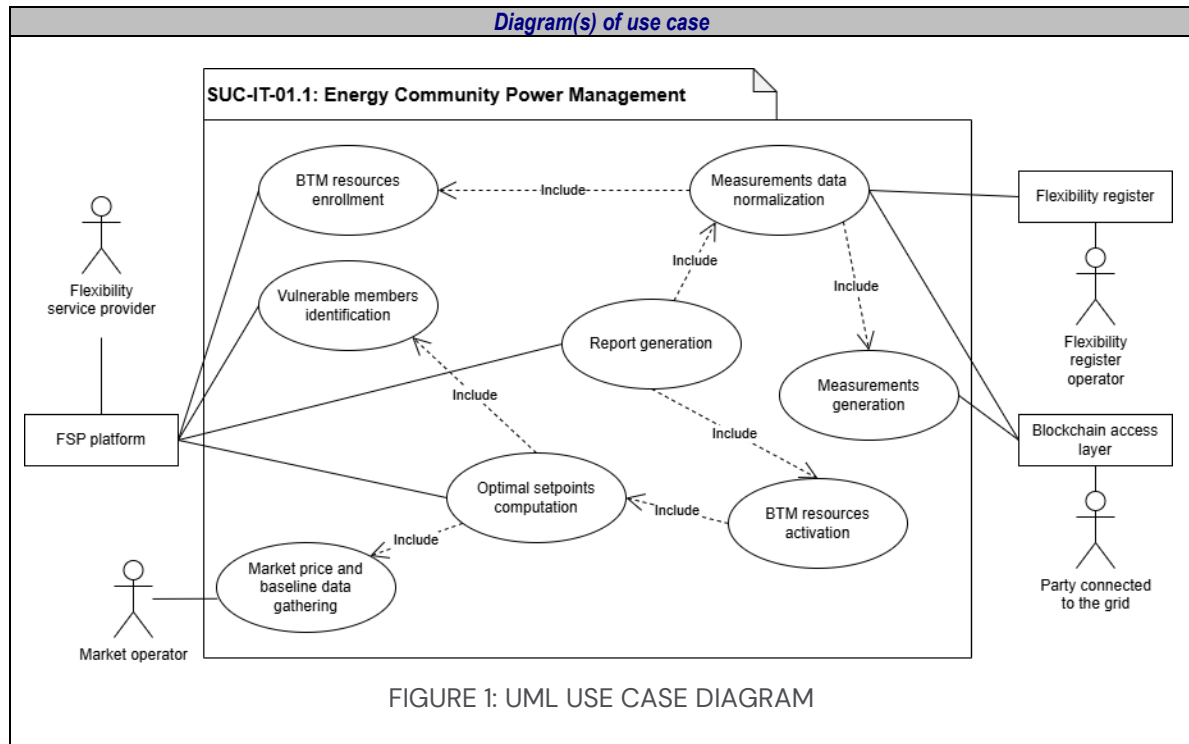 Diagram(s) of use case
SUC-IT-01.1: Energy Community Power Management
BTM resources
enrollment
Include
Measurements data
normalization
Flexibility register
Flexibility
service provider
Vulnerable members
identification
Include
Include
Report generation
Flexibility
register
operator
Measurements
generation
Include
FSP platform
Include
Blockchain access
layer
Optimal setpoints
computation
Include
BTM resources
activation
Include
Market price and
baseline data
gathering
Party connected
to the grid
Market operator
FIGURE 1: UML USE CASE DIAGRAM